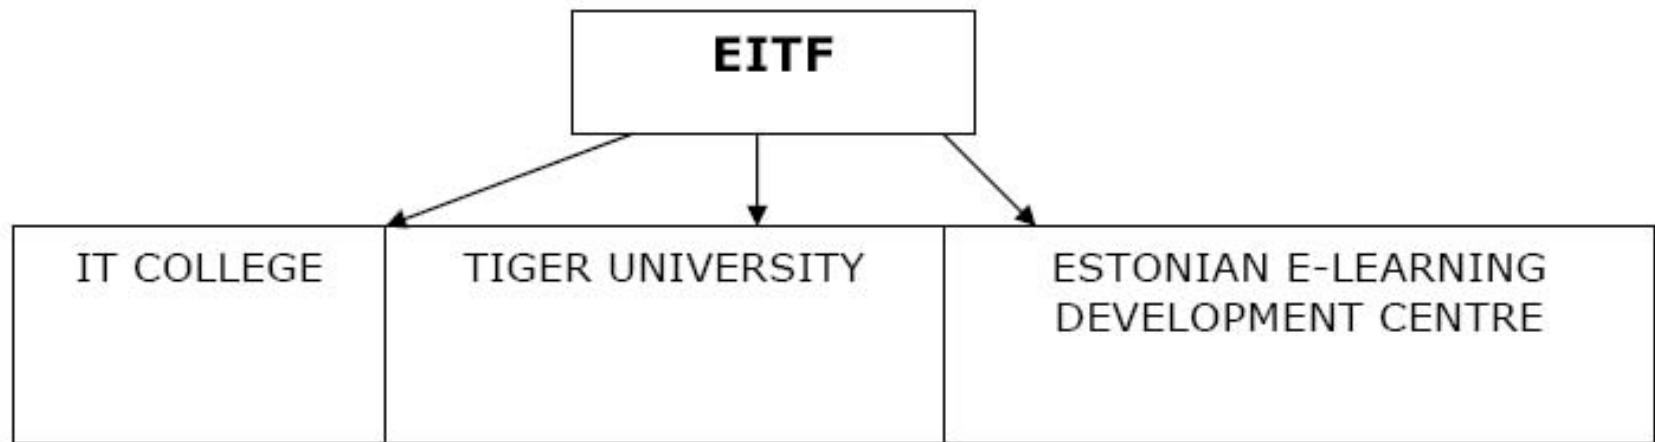 EITF
IT COLLEGE
TIGER UNIVERSITY
ESTONIAN E-LEARNING
DEVELOPMENT CENTRE